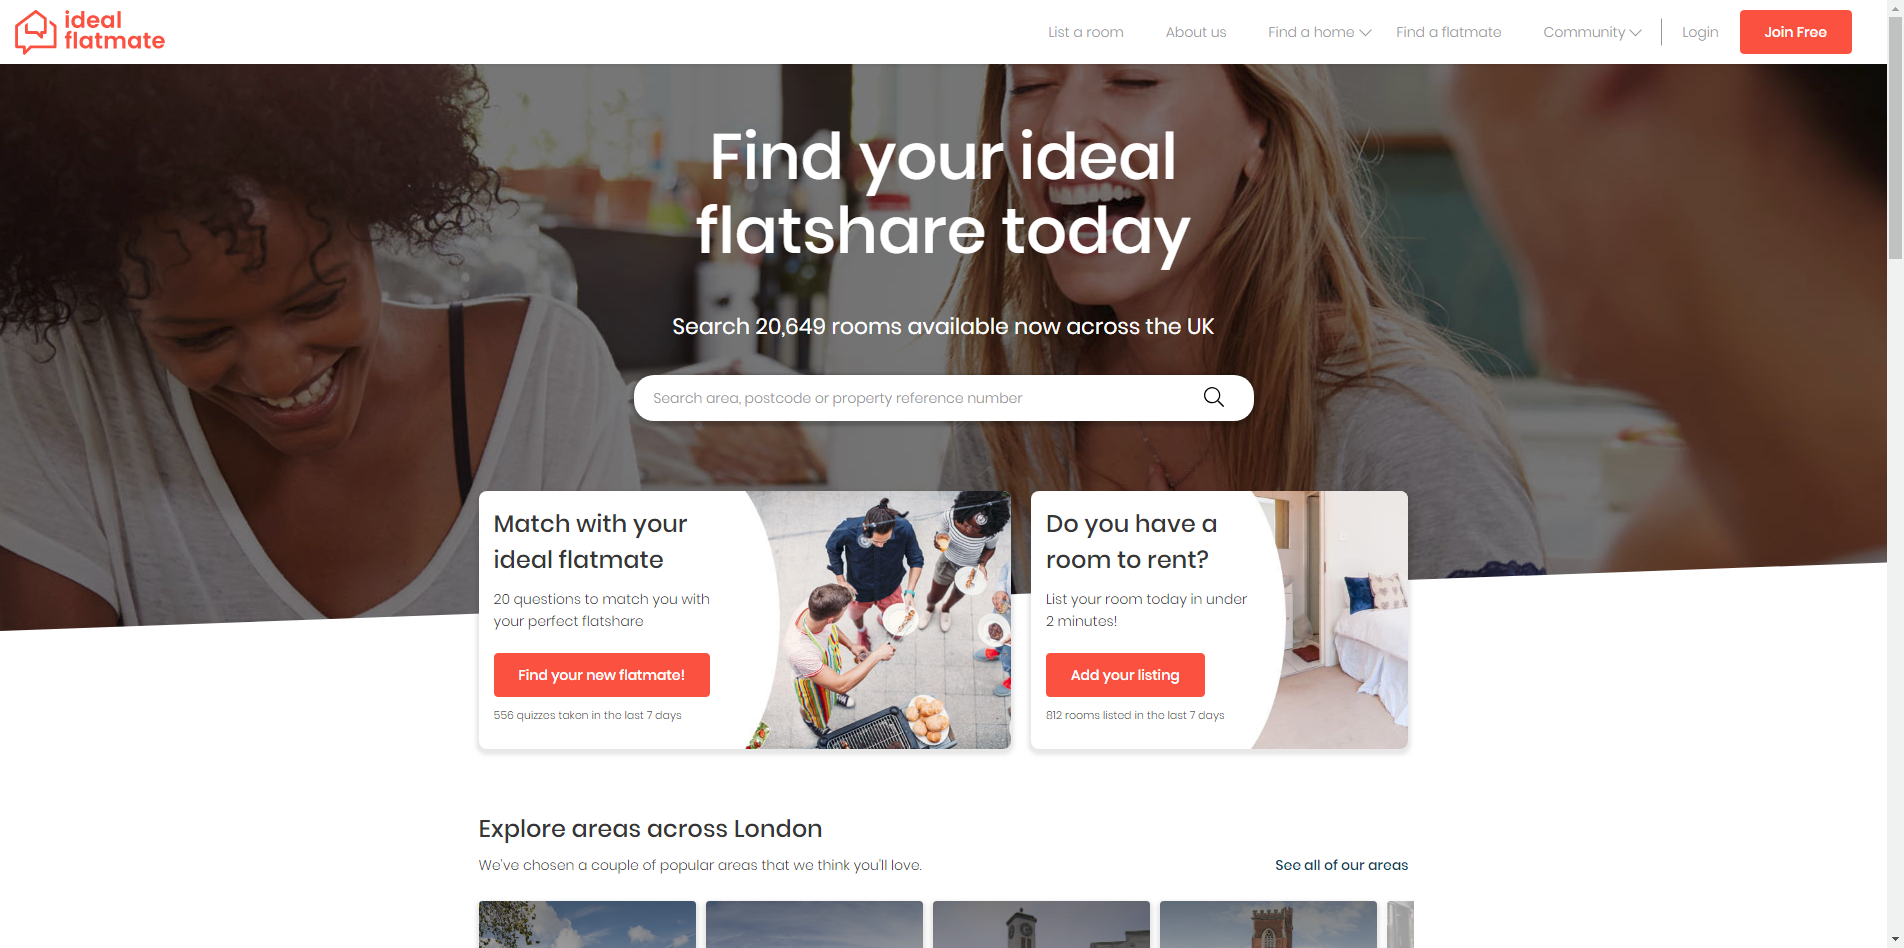 ideal
flatmate
List a room
About us
Find a home
Find a flatmate
Community
Login
Join Free
Find your ideal
flatshare today
Search 20,649 rooms available now across the UK
Search area, postcode or property reference number
Match with your
ideal flatmate
20 questions to match you with
your perfect flatshare
Find your new flatmate!
556 quizzes taken in the last 7 days
Do you have a
room to rent?
List your room today in under
2 minutes!
Add your listing
812 rooms listed in the last 7 days
Explore areas across London
We've chosen a couple of popular areas that we think you'll love.
See all of our areas